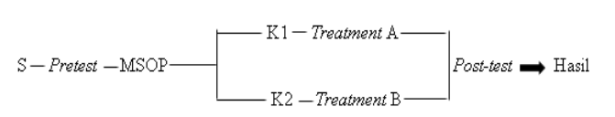 K1 — Treatment A
S — Pretest — MSOP Post-test Hasil
K2 — Treatment B